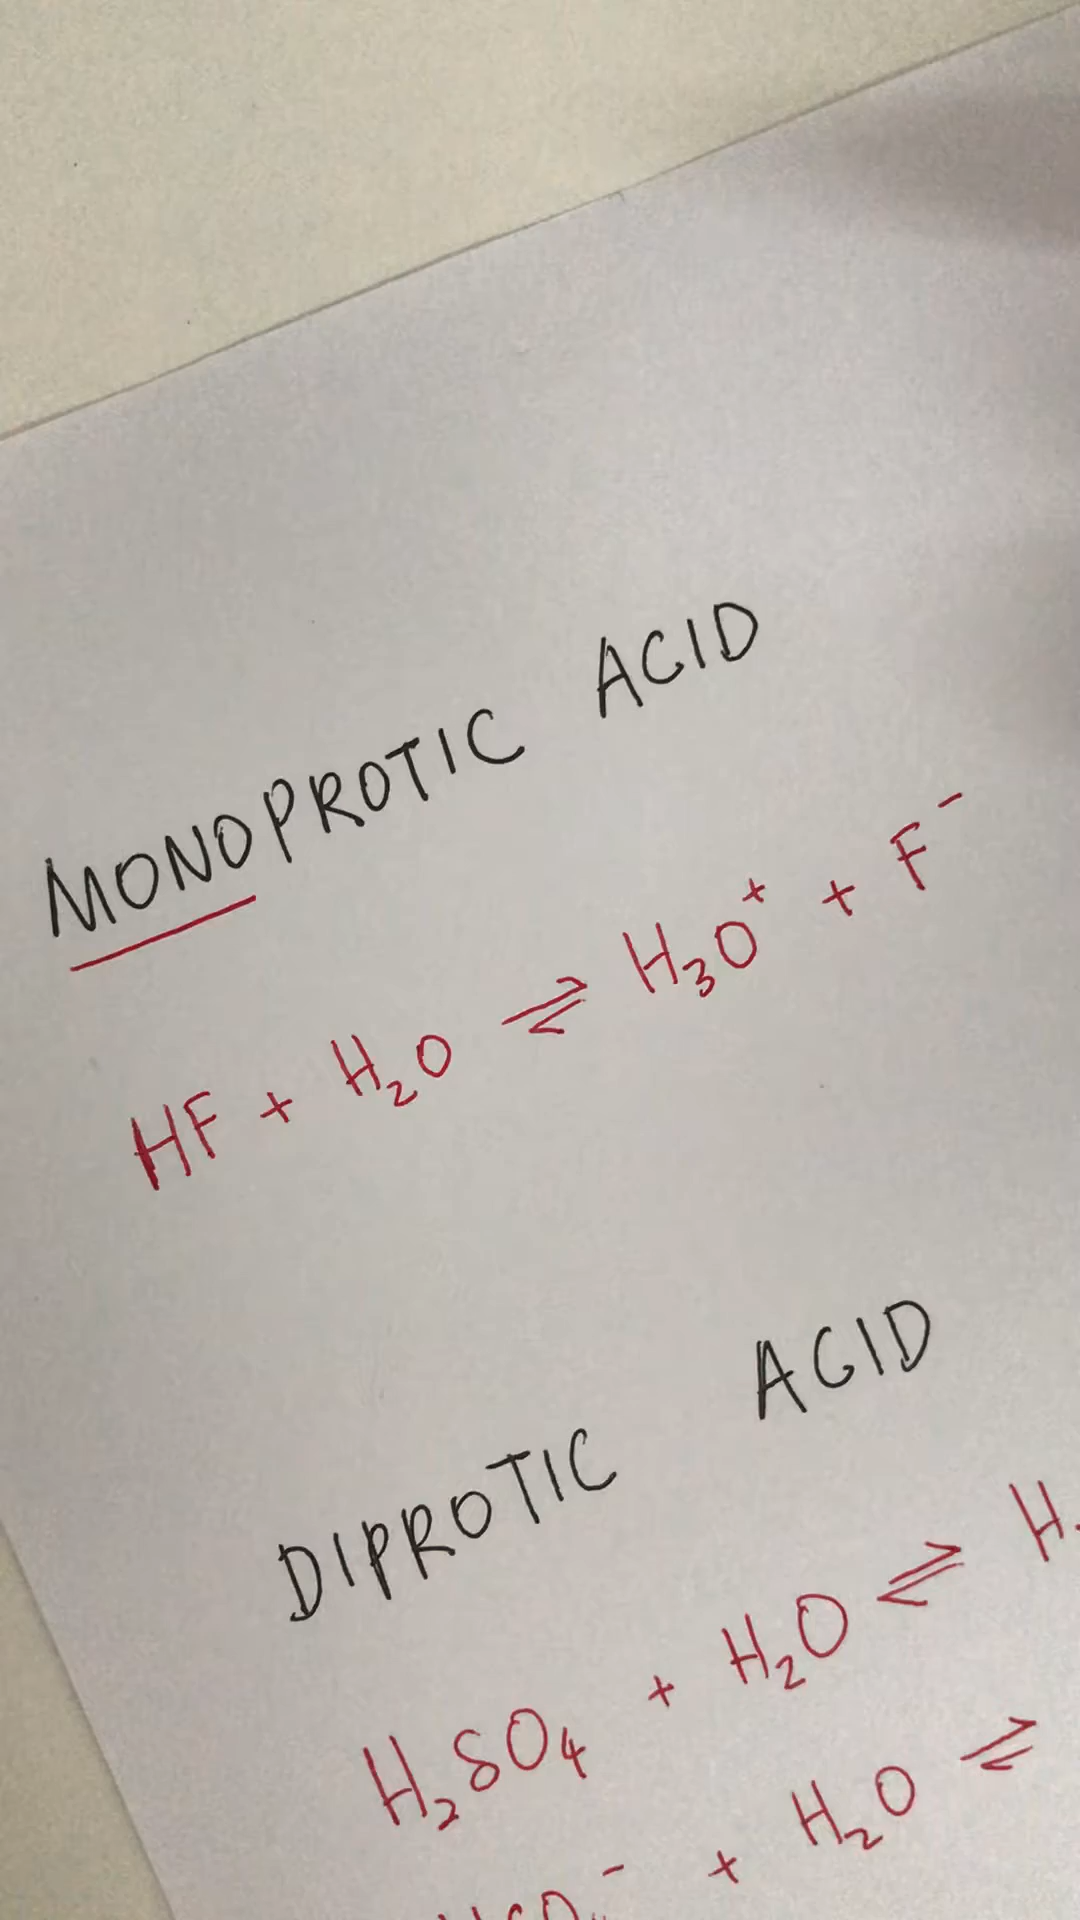 MONOPROTIC ACID
HF + H₂O ⇌ H₃O⁺ + F⁻
DIPROTIC ACID
H₂SO₄ + H₂O ⇌ H
+ H₂O ⇌